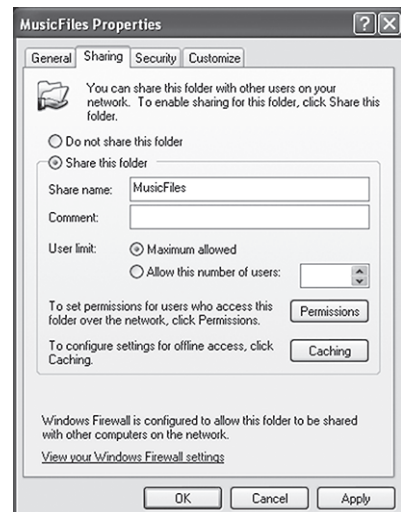 MusicFiles Properties
General Sharing Security Customize
You can share this folder with other users on your
network. To enable sharing for this folder, click Share this
folder.
Do not share this folder
Share this folder
Share name: MusicFiles
Comment:
User limit: Maximum allowed
Allow this number of users:
To set permissions for users who access this
folder over the network, click Permissions.
Permissions
To configure settings for offline access, click
Caching.
Caching
Windows Firewall is configured to allow this folder to be shared
with other computers on the network.
View your Windows Firewall settings
OK Cancel Apply